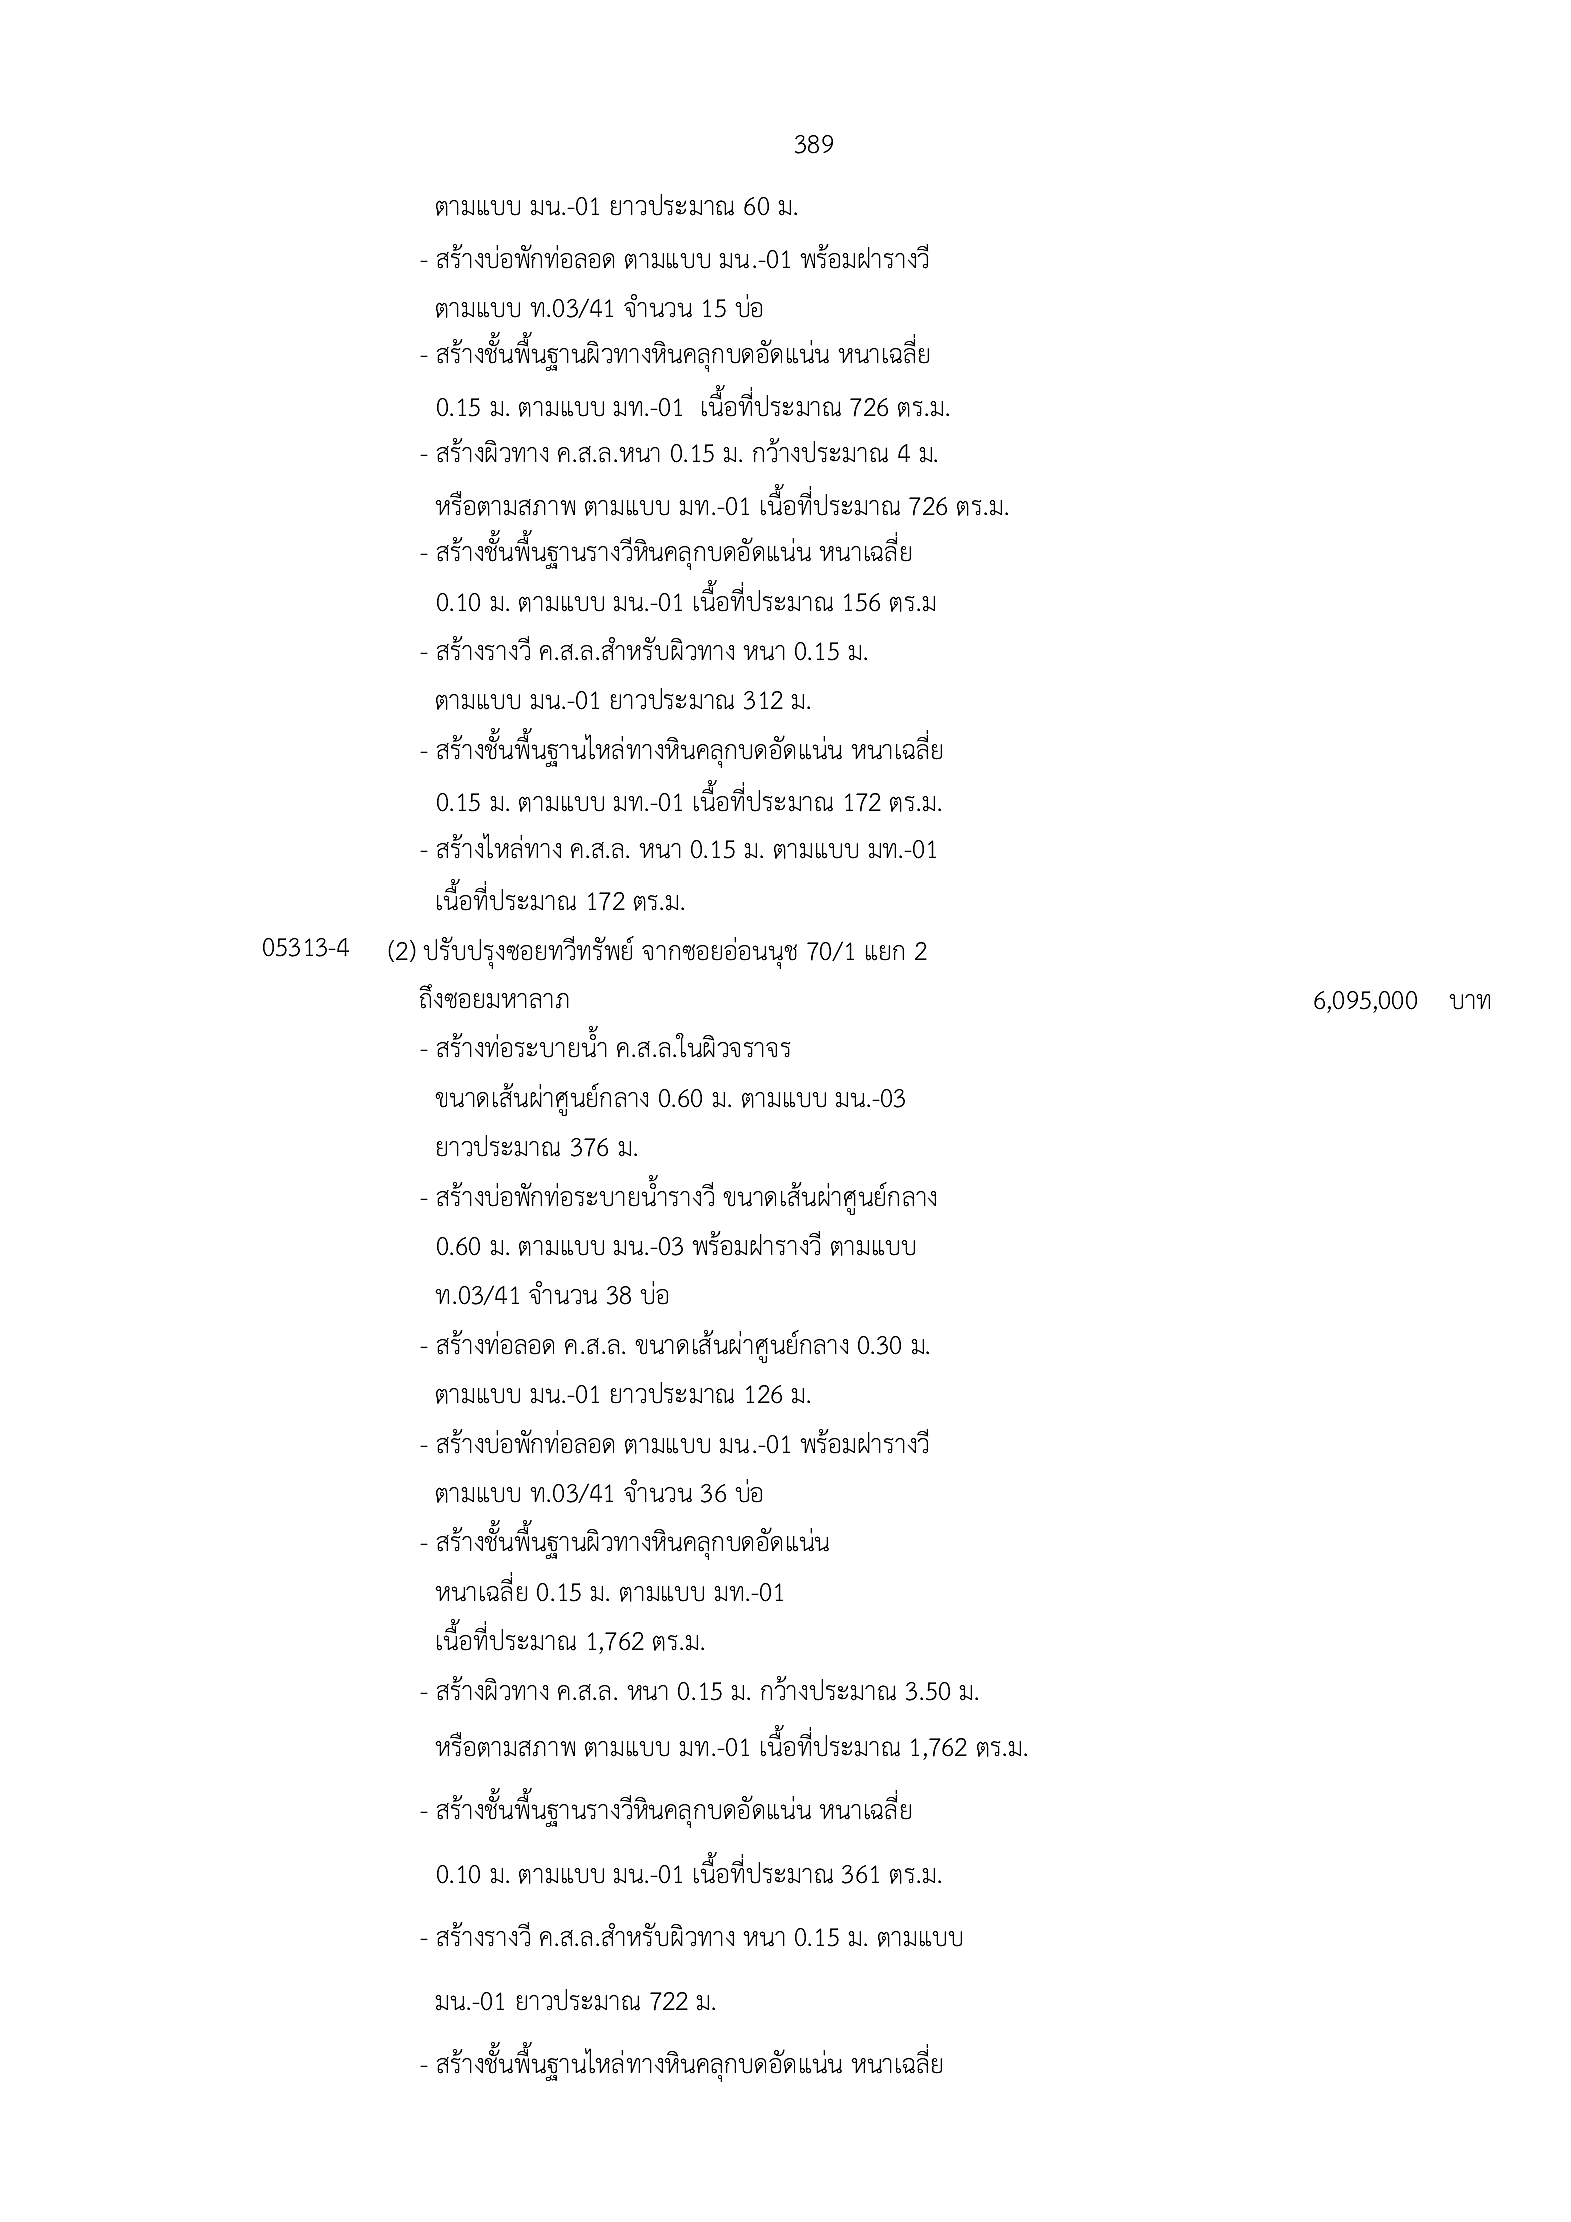 389
ตามแบบ มน.-01 ยาวประมาณ 60 ม.
- สร้างบ่อพักท่อลอด ตามแบบ มน.-01 พร้อมฝารางวี
ตามแบบ ท.03/41 จำนวน 15 บ่อ
- สร้างชั้นพื้นฐานผิวทางหินคลุกบดอัดแน่น หนาเฉลี่ย
0.15 ม. ตามแบบ มท.-01 เนื้อที่ประมาณ 726 ตร.ม.
- สร้างผิวทาง ค.ส.ล.หนา 0.15 ม. กว้างประมาณ 4 ม.
หรือตามสภาพ ตามแบบ มท.-01 เนื้อที่ประมาณ 726 ตร.ม.
- สร้างชั้นพื้นฐานรางวีหินคลุกบดอัดแน่น หนาเฉลี่ย
0.10 ม. ตามแบบ มน.-01 เนื้อที่ประมาณ 156 ตร.ม
- สร้างรางวี ค.ส.ล.สำหรับผิวทาง หนา 0.15 ม.
ตามแบบ มน.-01 ยาวประมาณ 312 ม.
- สร้างชั้นพื้นฐานไหล่ทางหินคลุกบดอัดแน่น หนาเฉลี่ย
0.15 ม. ตามแบบ มท.-01 เนื้อที่ประมาณ 172 ตร.ม.
- สร้างไหล่ทาง ค.ส.ล. หนา 0.15 ม. ตามแบบ มท.-01
เนื้อที่ประมาณ 172 ตร.ม.
05313-4 (2) ปรับปรุงซอยทวีทรัพย์ จากซอยอ่อนนุช 70/1 แยก 2
ถึงซอยมหาลาภ 6,095,000 บาท
- สร้างท่อระบายน้ำ ค.ส.ล.ในผิวจราจร
ขนาดเส้นผ่าศูนย์กลาง 0.60 ม. ตามแบบ มน.-03
ยาวประมาณ 376 ม.
- สร้างบ่อพักท่อระบายน้ำรางวี ขนาดเส้นผ่าศูนย์กลาง
0.60 ม. ตามแบบ มน.-03 พร้อมฝารางวี ตามแบบ
ท.03/41 จำนวน 38 บ่อ
- สร้างท่อลอด ค.ส.ล. ขนาดเส้นผ่าศูนย์กลาง 0.30 ม.
ตามแบบ มน.-01 ยาวประมาณ 126 ม.
- สร้างบ่อพักท่อลอด ตามแบบ มน.-01 พร้อมฝารางวี
ตามแบบ ท.03/41 จำนวน 36 บ่อ
- สร้างชั้นพื้นฐานผิวทางหินคลุกบดอัดแน่น
หนาเฉลี่ย 0.15 ม. ตามแบบ มท.-01
เนื้อที่ประมาณ 1,762 ตร.ม.
- สร้างผิวทาง ค.ส.ล. หนา 0.15 ม. กว้างประมาณ 3.50 ม.
หรือตามสภาพ ตามแบบ มท.-01 เนื้อที่ประมาณ 1,762 ตร.ม.
- สร้างชั้นพื้นฐานรางวีหินคลุกบดอัดแน่น หนาเฉลี่ย
0.10 ม. ตามแบบ มน.-01 เนื้อที่ประมาณ 361 ตร.ม.
- สร้างรางวี ค.ส.ล.สำหรับผิวทาง หนา 0.15 ม. ตามแบบ
มน.-01 ยาวประมาณ 722 ม.
- สร้างชั้นพื้นฐานไหล่ทางหินคลุกบดอัดแน่น หนาเฉลี่ย